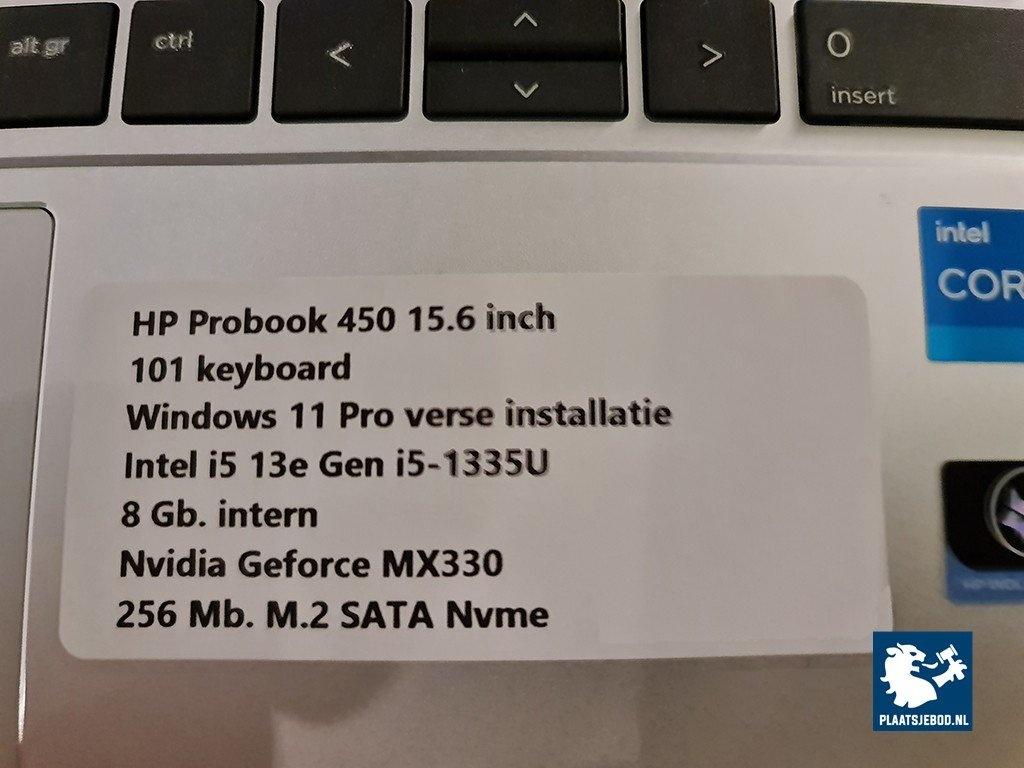 alt gr
ctrl
<
^
v
>
0
insert
intel
COR
HP Probook 450 15.6 inch
101 keyboard
Windows 11 Pro verse installatie
Intel i5 13e Gen i5-1335U
8 Gb. intern
Nvidia Geforce MX330
256 Mb. M.2 SATA Nvme
PLAATSJEBOD.NL